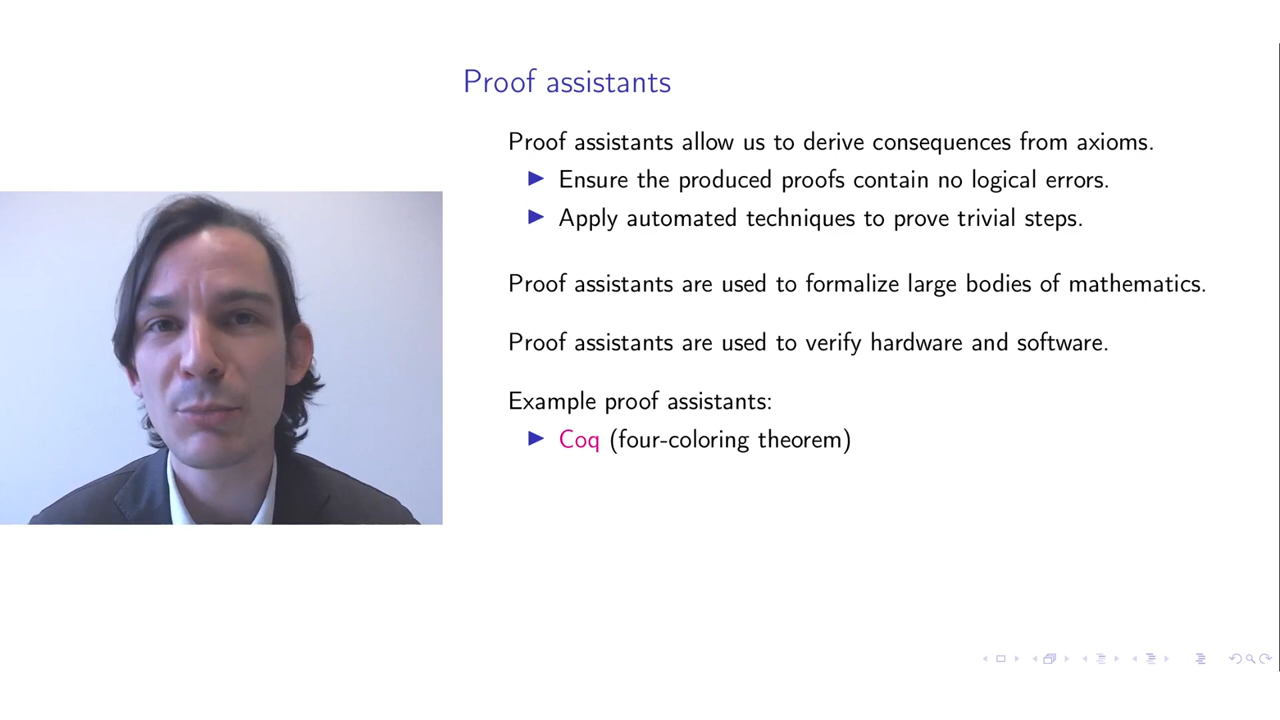 Proof assistants
Proof assistants allow us to derive consequences from axioms.
▶ Ensure the produced proofs contain no logical errors.
▶ Apply automated techniques to prove trivial steps.
Proof assistants are used to formalize large bodies of mathematics.
Proof assistants are used to verify hardware and software.
Example proof assistants:
▶ Coq (four-coloring theorem)